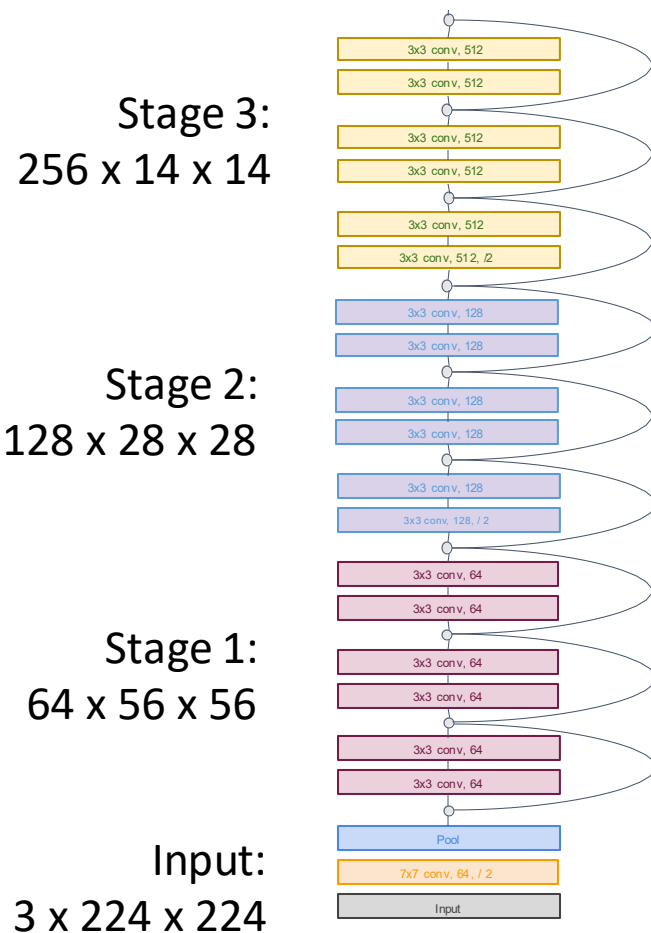 3x3 conv, 512
3x3 conv, 512
Stage 3:
256 x 14 x 14
3x3 conv, 512
3x3 conv, 512
3x3 conv, 512
3x3 conv, 512, /2
3x3 conv, 128
3x3 conv, 128
Stage 2:
128 x 28 x 28
3x3 conv, 128
3x3 conv, 128
3x3 conv, 128
3x3 conv, 128, / 2
3x3 conv, 64
3x3 conv, 64
Stage 1:
64 x 56 x 56
3x3 conv, 64
3x3 conv, 64
3x3 conv, 64
3x3 conv, 64
Pool
Input:
3 x 224 x 224
7x7 conv, 64, / 2
Input